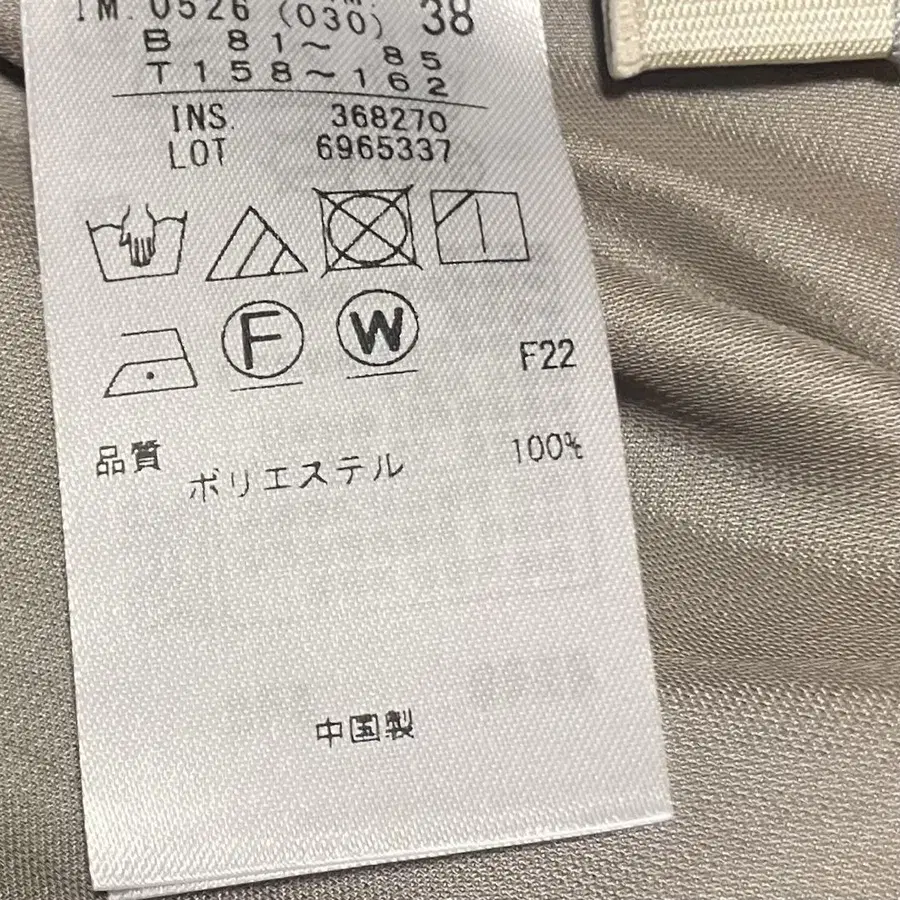 IM.0526 (030) 38
B 81〜85
T158〜162
INS. 368270
LOT 6965337
F W
F22
品質 ポリエステル 100%
中国製